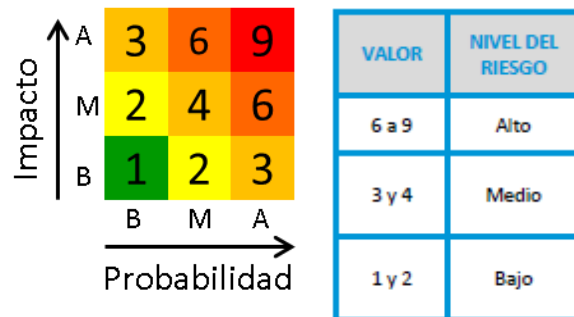 Impacto
A 3 6 9
M 2 4 6
B 1 2 3
B M A
Probabilidad
VALOR NIVEL DEL
RIESGO
6 a 9 Alto
3 y 4 Medio
1 y 2 Bajo